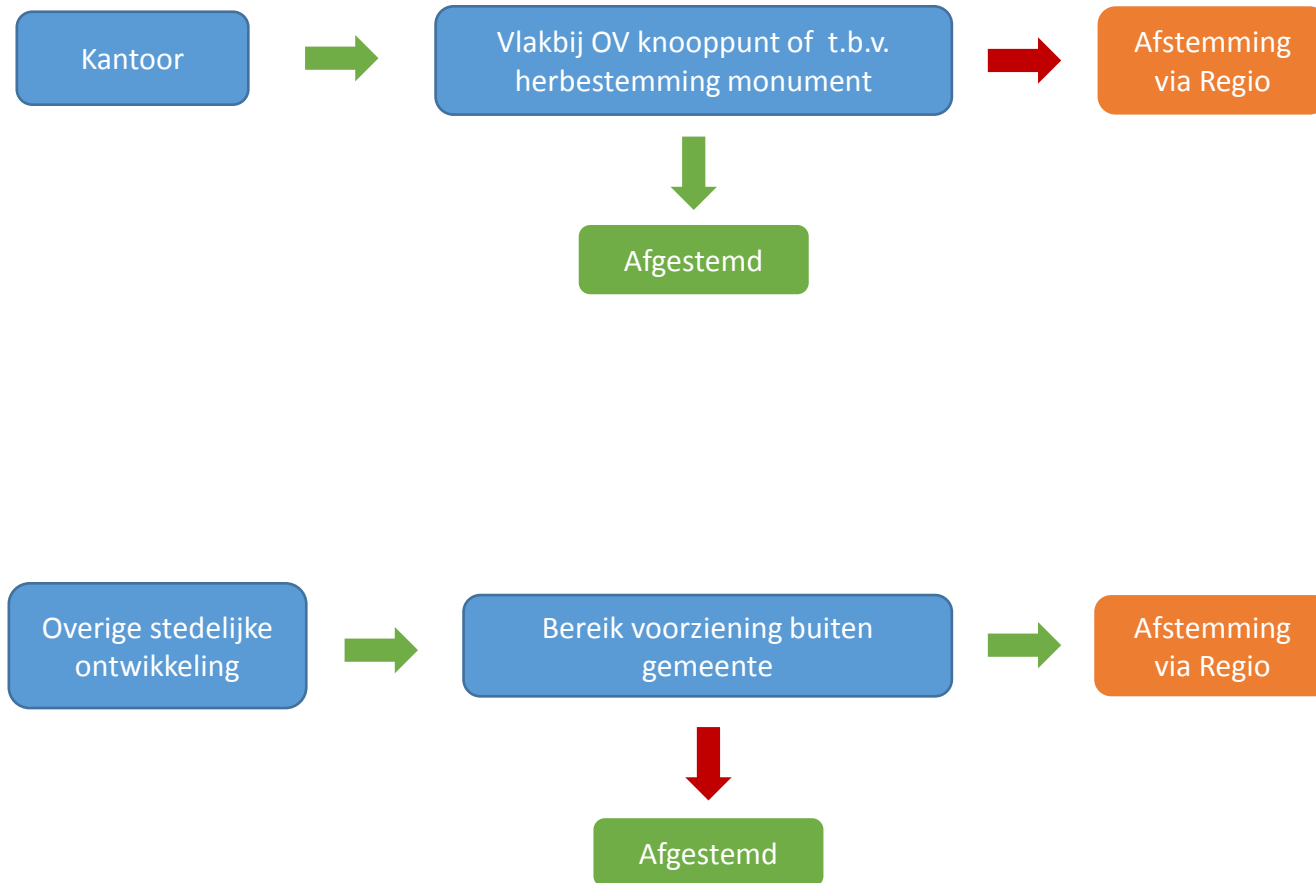 Kantoor
Vlakbij OV knooppunt of t.b.v.
herbestemming monument
Afstemming
via Regio
Afgestemd
Overige stedelijke
ontwikkeling
Bereik voorziening buiten
gemeente
Afstemming
via Regio
Afgestemd